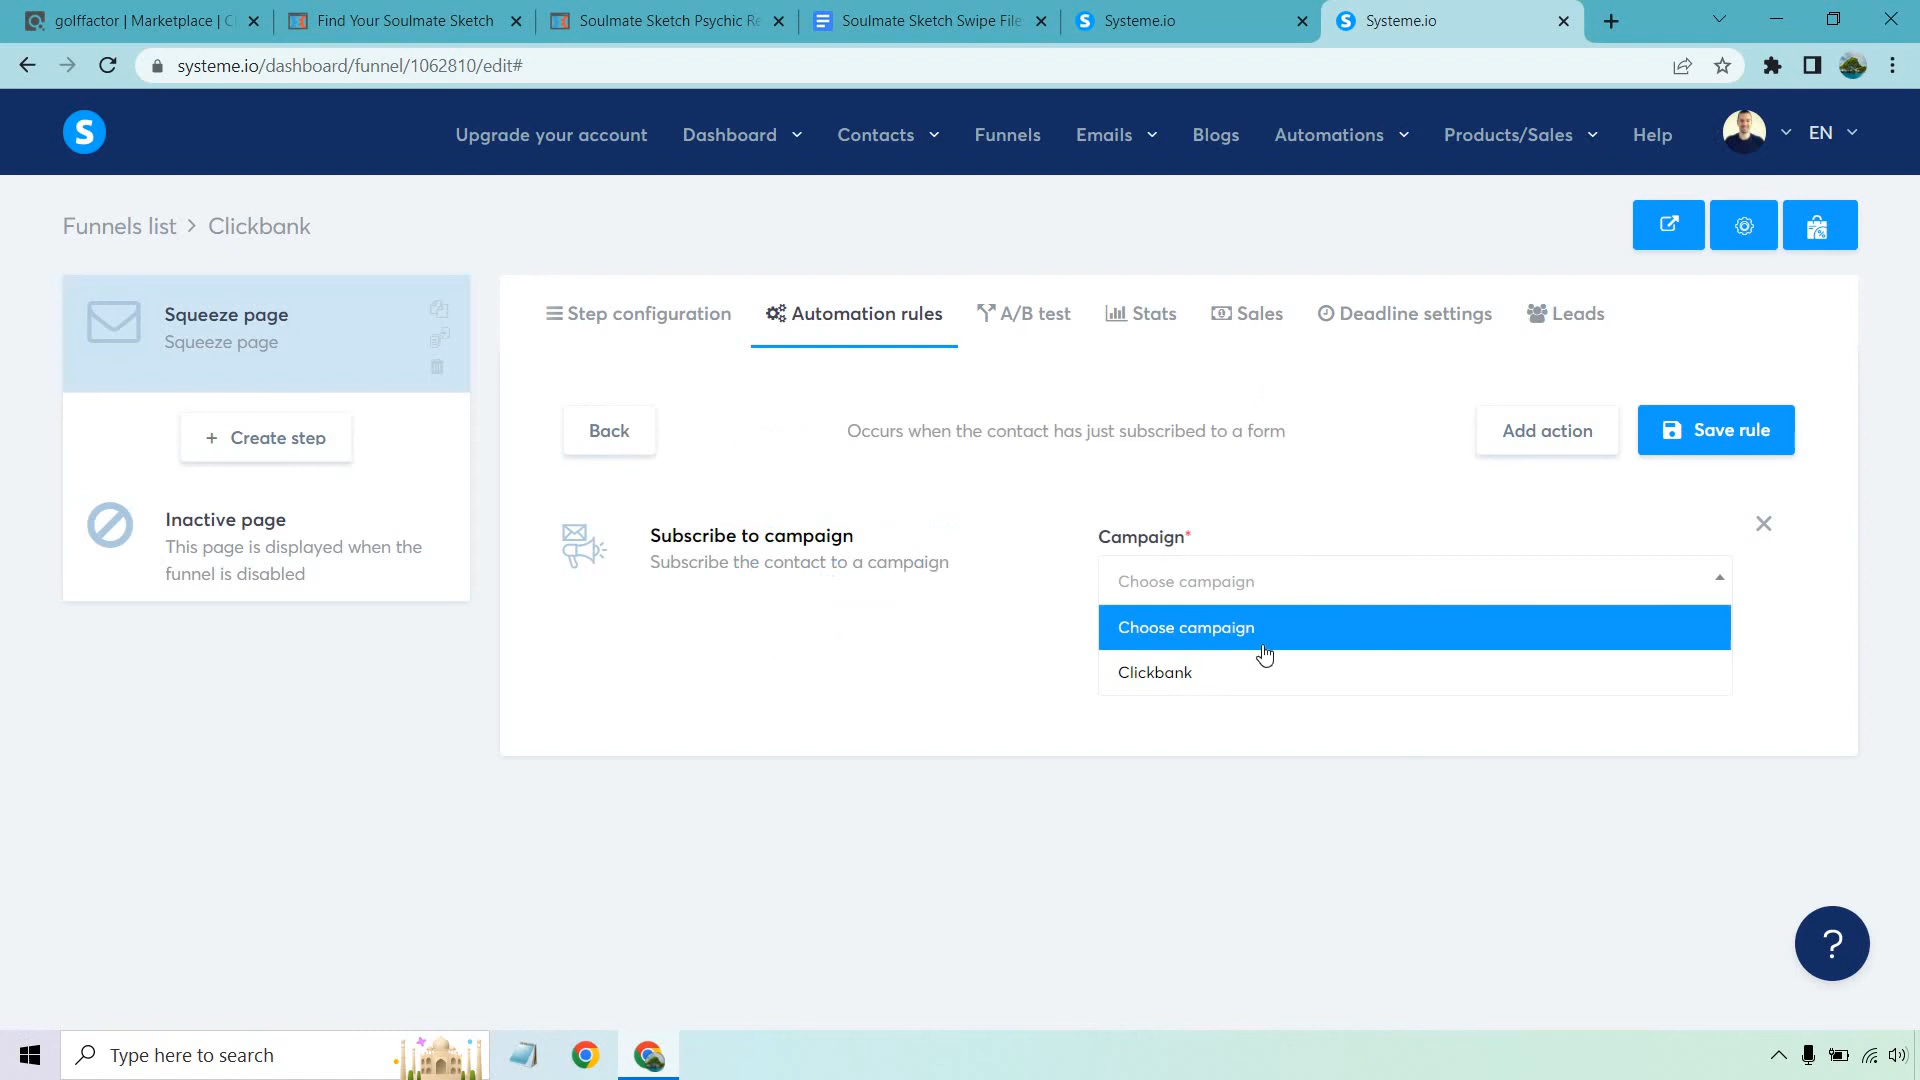 golffactor | Marketplace | C
Find Your Soulmate Sketch
Soulmate Sketch Psychic Re
Soulmate Sketch Swipe File
Systeme.io
Systeme.io
systeme.io/dashboard/funnel/1062810/edit#
S
Upgrade your account
Dashboard
Contacts
Funnels
Emails
Blogs
Automations
Products/Sales
Help
EN
Funnels list > Clickbank
Squeeze page
Squeeze page
+ Create step
Inactive page
This page is displayed when the
funnel is disabled
Step configuration
Automation rules
A/B test
Stats
Sales
Deadline settings
Leads
Back
Occurs when the contact has just subscribed to a form
Add action
Save rule
Subscribe to campaign
Subscribe the contact to a campaign
Campaign*
Choose campaign
Choose campaign
Clickbank
?
Type here to search